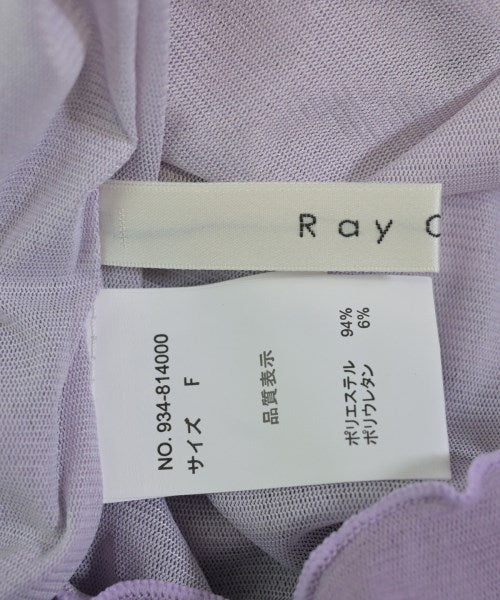 Ray
NO. 934-814000
サイズ F
品質表示
ポリエステル 94%
ポリウレタン 6%